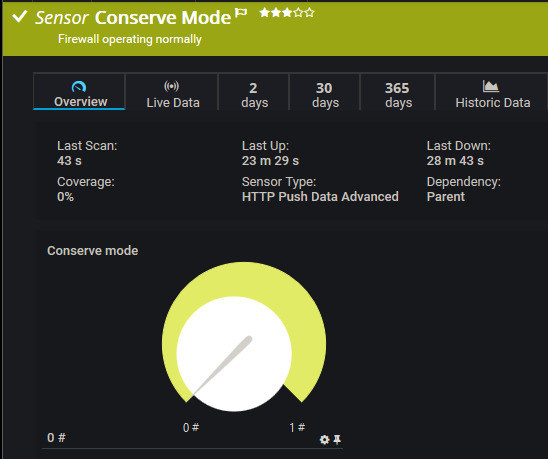 Sensor Conserve Mode
Firewall operating normally
Overview
Live Data
2 days
30 days
365 days
Historic Data
Last Scan:
43 s
Last Up:
23 m 29 s
Last Down:
28 m 43 s
Coverage:
0%
Sensor Type:
HTTP Push Data Advanced
Dependency:
Parent
Conserve mode
0 #
1 #
0 #